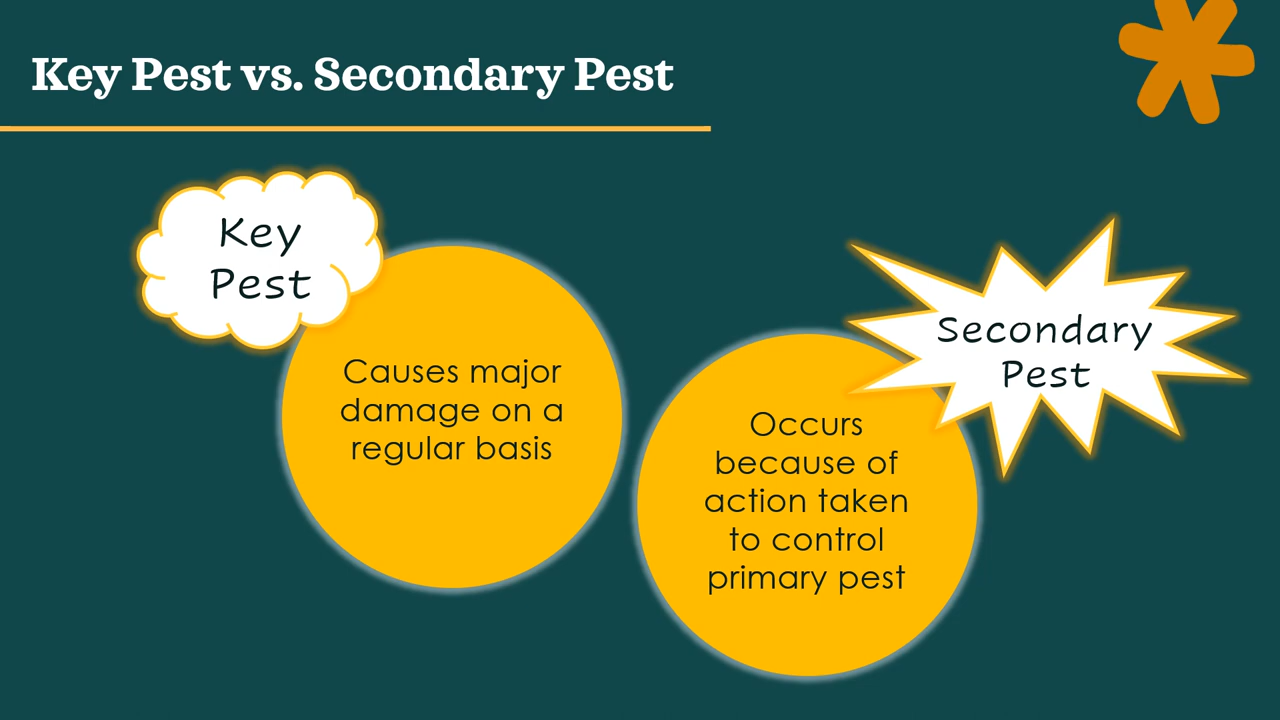 Key Pest vs. Secondary Pest
Key
Pest
Causes major
damage on a
regular basis
Secondary
Pest
Occurs
because of
action taken
to control
primary pest